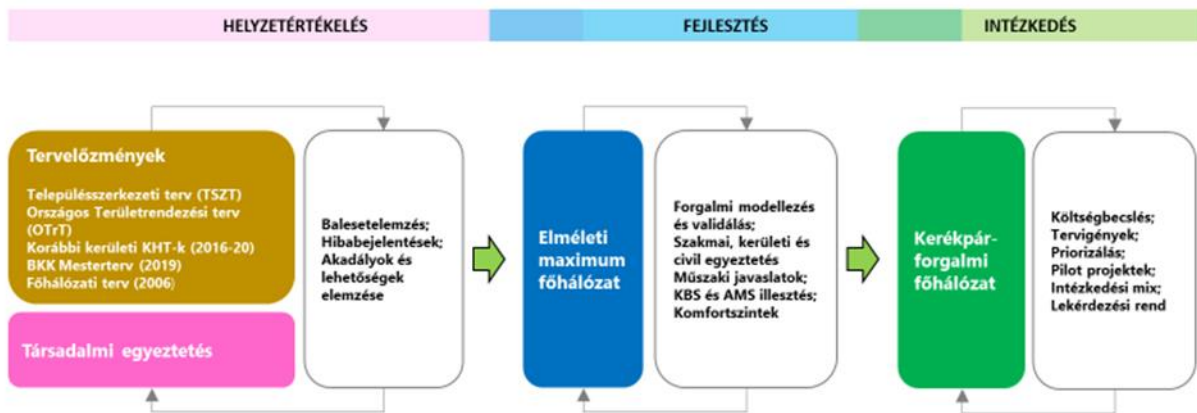 HELYZETÉRTÉKELÉS
FEJLESZTÉS
INTÉZKEDÉS
Tervelőzmények
Településszerkezeti terv (TSZT)
Országos Területrendezési terv
(OTrT)
Korábbi kerületi KHT-k (2016-20)
BKK Mesterterv (2019)
Főhálózati terv (2006)
Társadalmi egyeztetés
Balesetelemzés;
Hibabejelentések;
Akadályok és
lehetőségek
elemzése
Elméleti
maximum
főhálózat
Forgalmi modellezés
és validálás;
Szakmai, kerületi és
civil egyeztetés
Műszaki javaslatok;
KBS és AMS illesztés;
Komfortszintek
Kerékpár-
forgalmi
főhálózat
Költségbecslés;
Tervigények;
Priorizálás;
Pilot projektek;
Intézkedési mix;
Lekérdezési rend